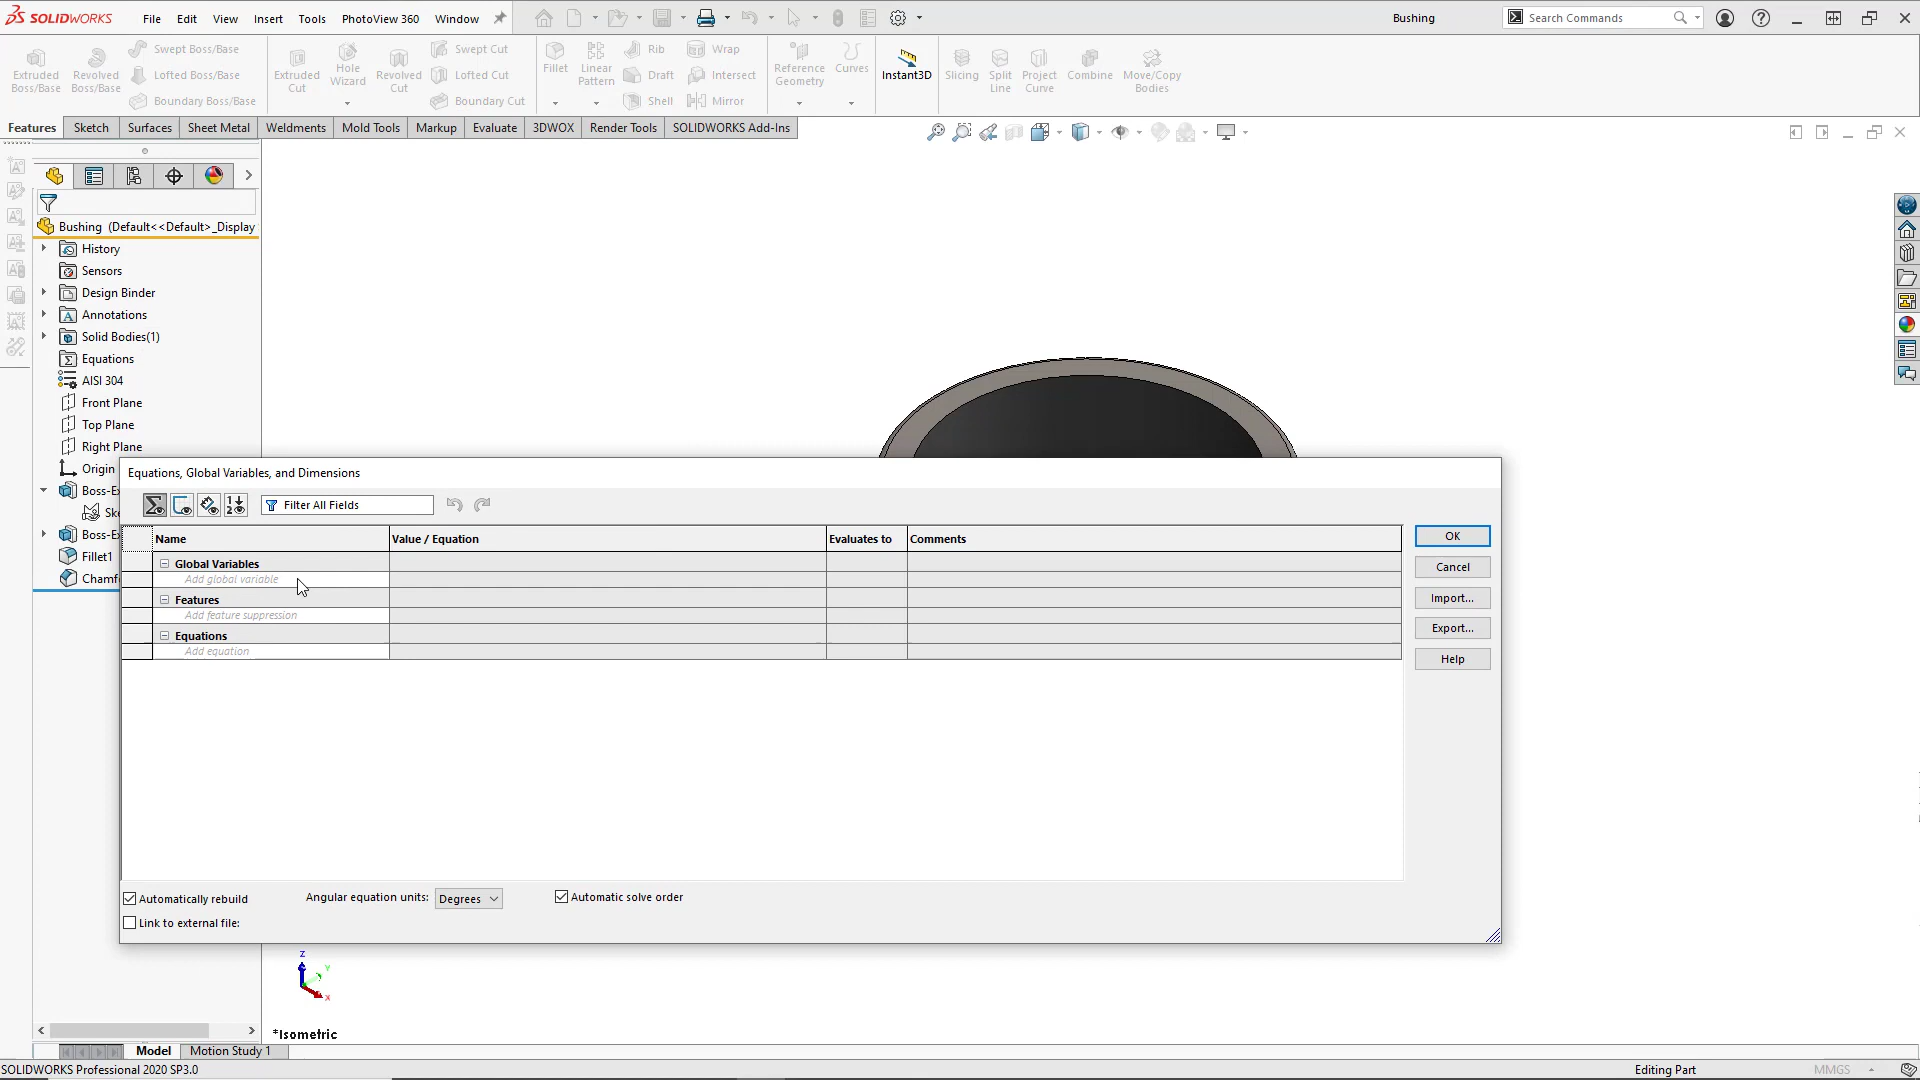 SOLIDWORKS
File Edit View Insert Tools PhotoView 360 Window
Bushing
Search Commands
Extruded Boss/Base
Revolved Boss/Base
Swept Boss/Base
Lofted Boss/Base
Boundary Boss/Base
Extruded Cut
Hole Wizard
Revolved Cut
Swept Cut
Lofted Cut
Boundary Cut
Fillet
Linear Pattern
Rib
Draft
Shell
Wrap
Intersect
Mirror
Reference Geometry
Curves
Instant3D
Slicing
Split Line
Project Curve
Combine
Move/Copy Bodies
Features Sketch Surfaces Sheet Metal Weldments Mold Tools Markup Evaluate 3DWOX Render Tools SOLIDWORKS Add-Ins
Bushing (Default<<Default>_Display
History
Sensors
Design Binder
Annotations
Solid Bodies(1)
Equations
AISI 304
Front Plane
Top Plane
Right Plane
Origin
Boss-Ex
Ske
Boss-Ex
Fillet1
Chamf
Equations, Global Variables, and Dimensions
Filter All Fields
Name Value / Equation Evaluates to Comments
Global Variables
Add global variable
Features
Add feature suppression
Equations
Add equation
OK
Cancel
Import...
Export...
Help
Automatically rebuild Angular equation units: Degrees Automatic solve order
Link to external file:
Z
Y
X
*Isometric
Model Motion Study 1
SOLIDWORKS Professional 2020 SP3.0
Editing Part
MMGS